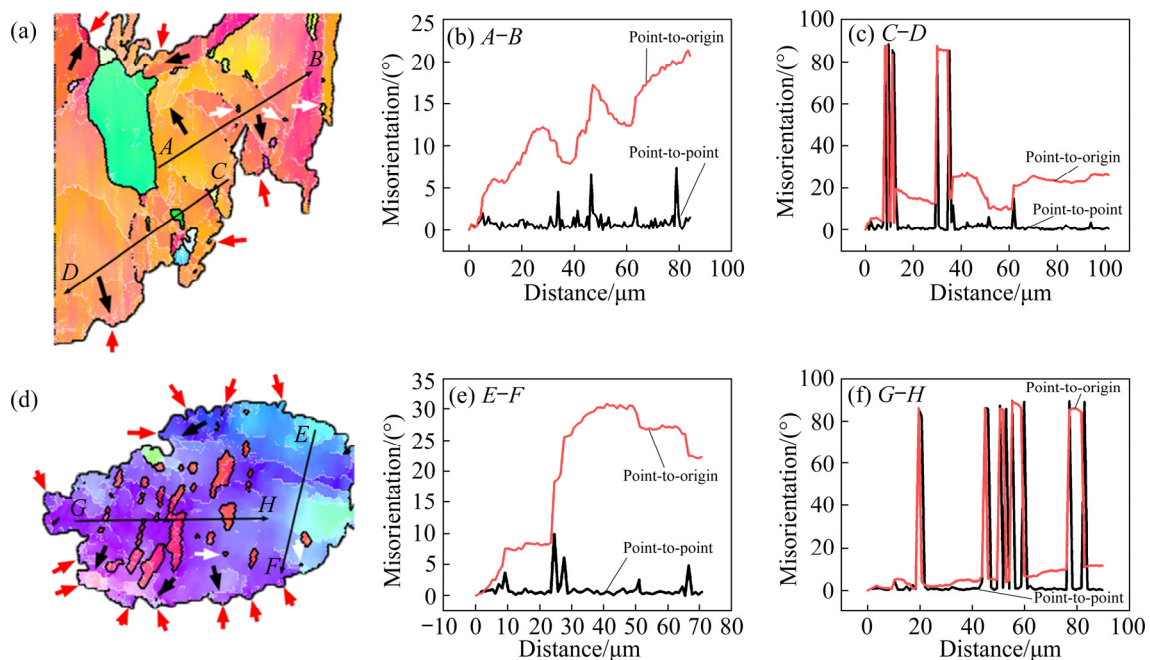 (a)
B
A
C
D
(b) A−B
25
20
15
10
5
0
Misorientation/(°)
Point-to-origin
Point-to-point
0 20 40 60 80 100
Distance/μm
(c) C−D
100
80
60
40
20
0
Misorientation/(°)
Point-to-origin
Point-to-point
0 20 40 60 80 100
Distance/μm
(d)
E
G
H
F
(e) E−F
35
30
25
20
15
10
5
0
Misorientation/(°)
Point-to-origin
Point-to-point
−10 0 10 20 30 40 50 60 70 80
Distance/μm
(f) G−H
100
80
60
40
20
0
Misorientation/(°)
Point-to-origin
Point-to-point
0 20 40 60 80 100
Distance/μm